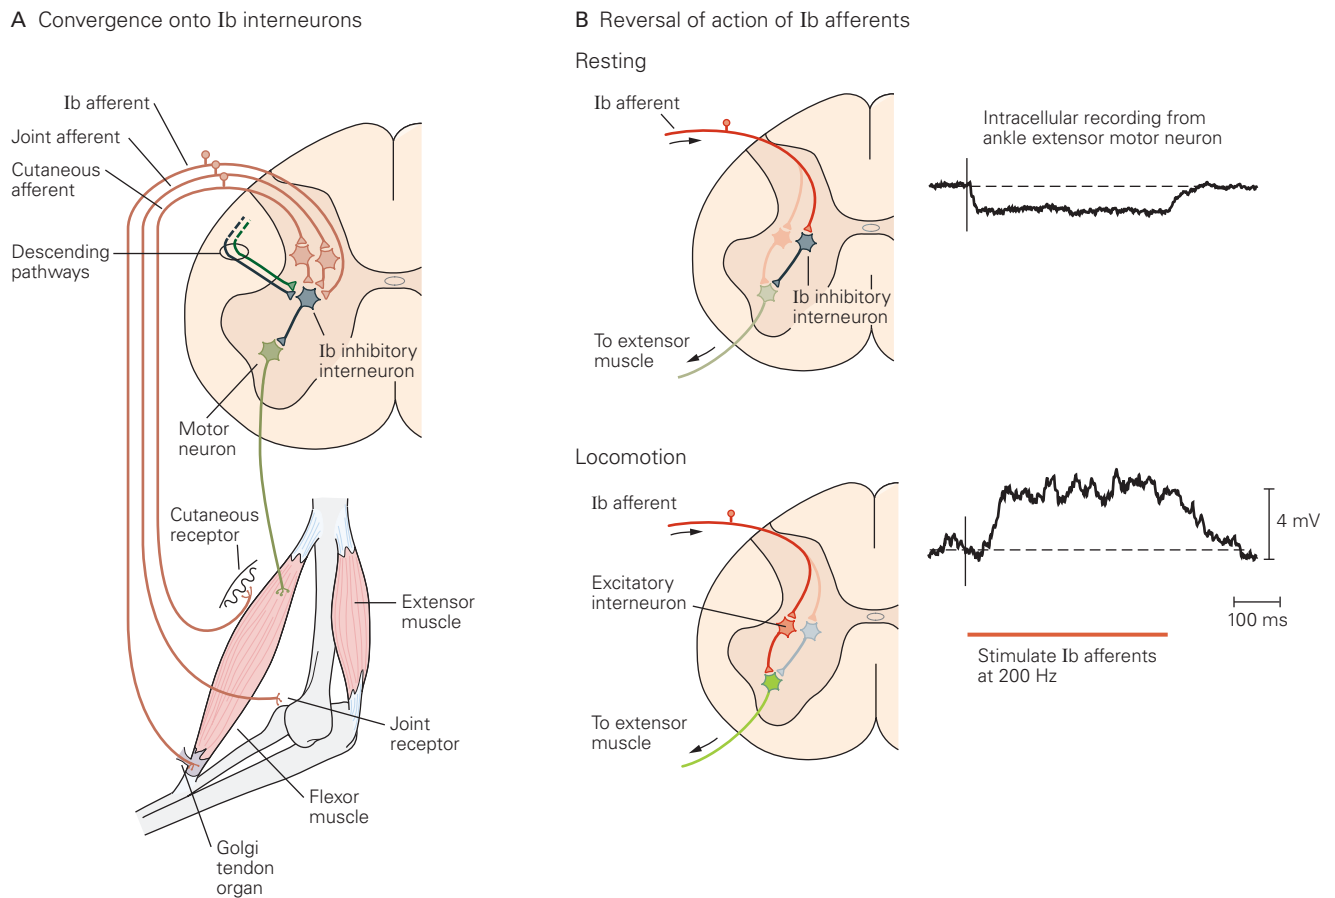 A Convergence onto Ib interneurons
Ib afferent
Joint afferent
Cutaneous
afferent
Descending
pathways
Ib inhibitory
interneuron
Motor
neuron
Cutaneous
receptor
Extensor
muscle
Joint
receptor
Flexor
muscle
Golgi
tendon
organ
B Reversal of action of Ib afferents
Resting
Ib afferent
Intracellular recording from
ankle extensor motor neuron
Ib inhibitory
interneuron
To extensor
muscle
Locomotion
Ib afferent
4 mV
Excitatory
interneuron
100 ms
Stimulate Ib afferents
at 200 Hz
To extensor
muscle